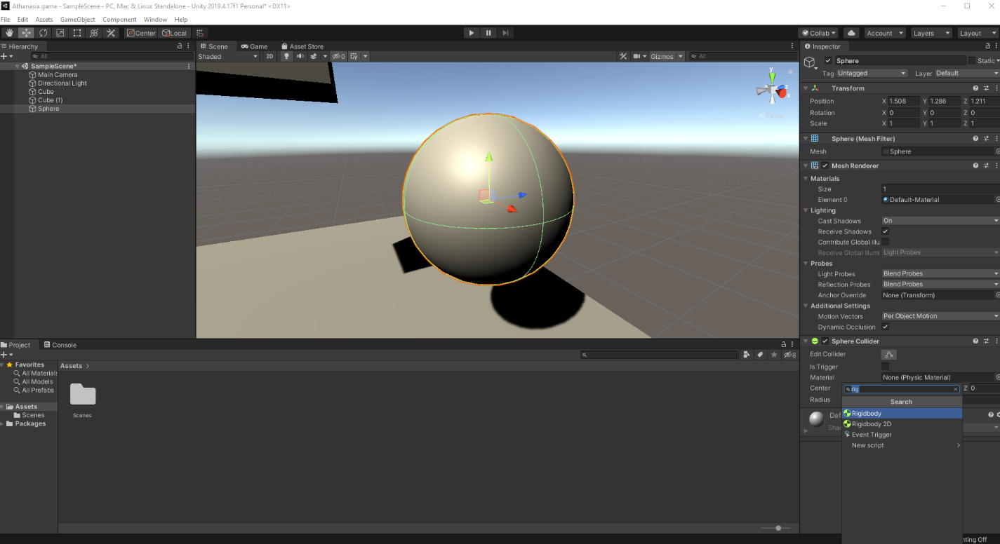 Athanasia game - SampleScene - PC, Mac & Linux Standalone - Unity 2019.4.17f1 Personal* <DX11>
File Edit Assets GameObject Component Window Help
Center Local Collab Account Layers Layout
Hierarchy
All
SampleScene*
Main Camera
Directional Light
Cube
Cube (1)
Sphere
Scene Game Asset Store
Shaded 2D 0 Gizmos All
y
z
x
Persp
Inspector
Sphere Static
Tag Untagged Layer Default
Transform
Position X 1.508 Y 1.286 Z 1.211
Rotation X 0 Y 0 Z 0
Scale X 1 Y 1 Z 1
Sphere (Mesh Filter)
Mesh Sphere
Mesh Renderer
Materials
Size 1
Element 0 Default-Material
Lighting
Cast Shadows On
Receive Shadows
Contribute Global Illu
Receive Global Illumi Light Probes
Probes
Light Probes Blend Probes
Reflection Probes Blend Probes
Anchor Override None (Transform)
Additional Settings
Motion Vectors Per Object Motion
Dynamic Occlusion
Sphere Collider
Edit Collider
Is Trigger
Material None (Physic Material)
Center Z 0
Radius
Def
Shad
rig
Search
Rigidbody
Rigidbody 2D
Event Trigger
New script
Project Console
8
Favorites
All Materials
All Models
All Prefabs
Assets
Scenes
Packages
Assets
Scenes
nting Off